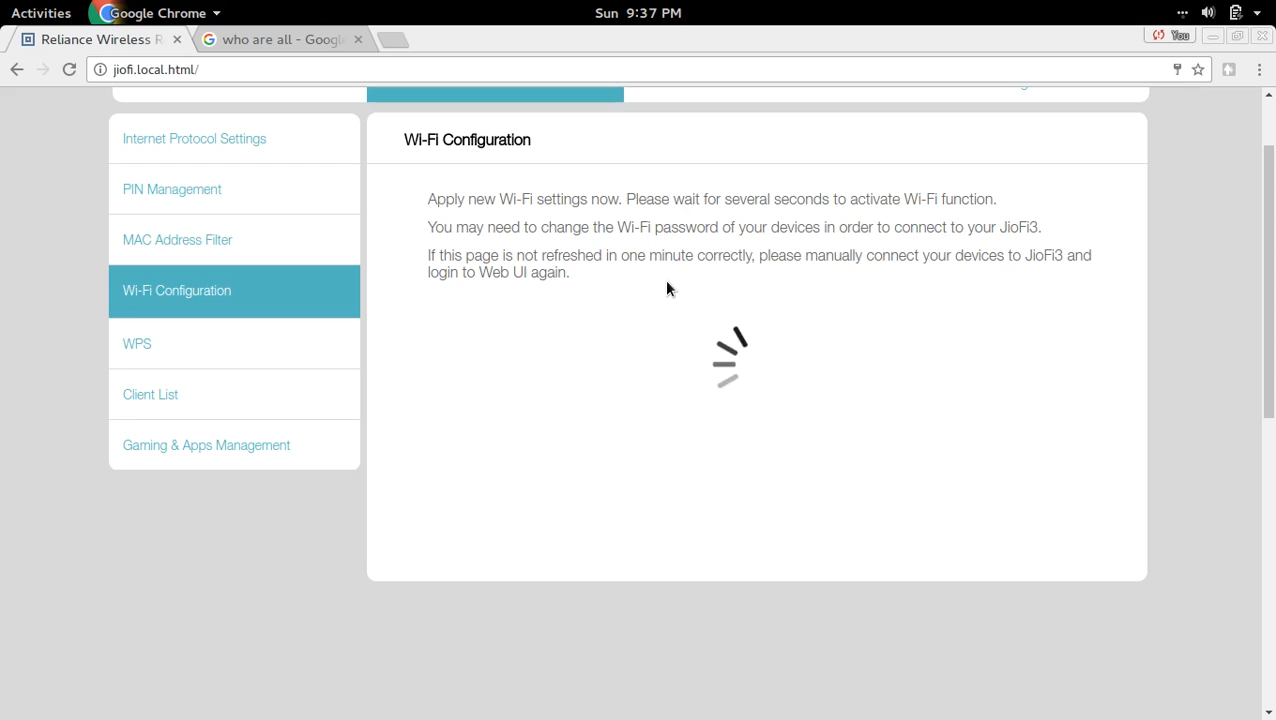 Activities Google Chrome Sun 9:37 PM
Reliance Wireless R who are all - Google You
jiofi.local.html/
Internet Protocol Settings
PIN Management
MAC Address Filter
Wi-Fi Configuration
WPS
Client List
Gaming & Apps Management
Wi-Fi Configuration
Apply new Wi-Fi settings now. Please wait for several seconds to activate Wi-Fi function.
You may need to change the Wi-Fi password of your devices in order to connect to your JioFi3.
If this page is not refreshed in one minute correctly, please manually connect your devices to JioFi3 and
login to Web UI again.